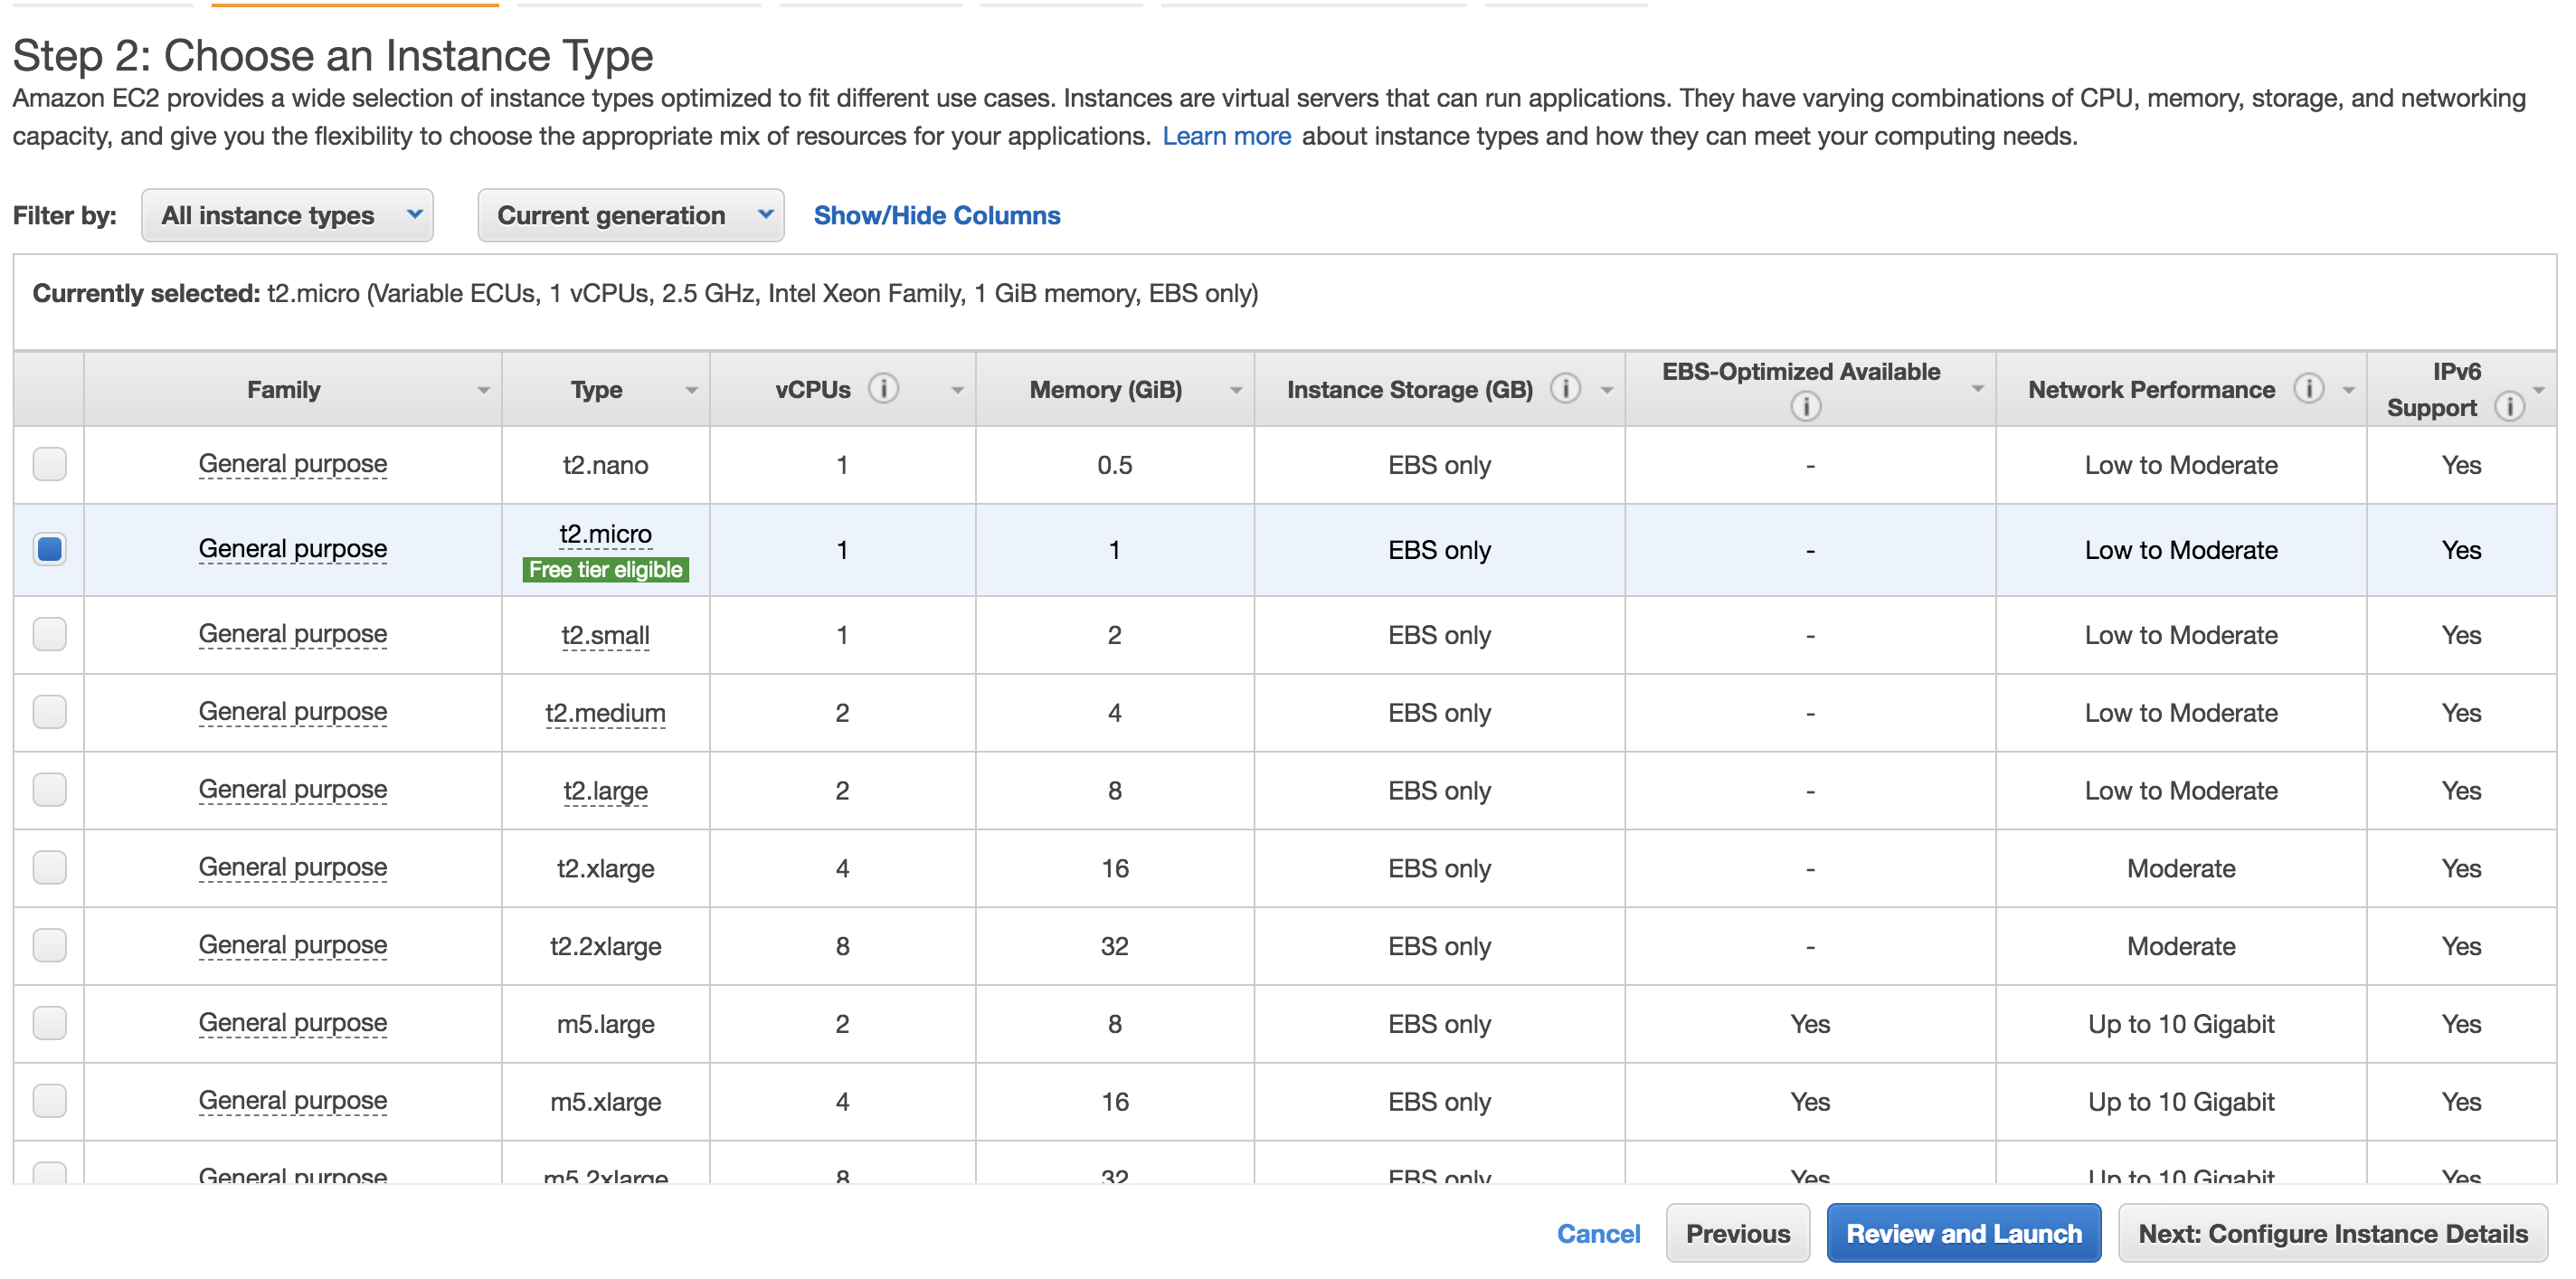 Step 2: Choose an Instance Type
Amazon EC2 provides a wide selection of instance types optimized to fit different use cases. Instances are virtual servers that can run applications. They have varying combinations of CPU, memory, storage, and networking
capacity, and give you the flexibility to choose the appropriate mix of resources for your applications. Learn more about instance types and how they can meet your computing needs.
Filter by: All instance types Current generation Show/Hide Columns
Currently selected: t2.micro (Variable ECUs, 1 vCPUs, 2.5 GHz, Intel Xeon Family, 1 GiB memory, EBS only)
Family Type vCPUs Memory (GiB) Instance Storage (GB) EBS-Optimized Available Network Performance IPv6 Support
General purpose t2.nano 1 0.5 EBS only - Low to Moderate Yes
General purpose t2.micro 1 1 EBS only - Low to Moderate Yes
Free tier eligible
General purpose t2.small 1 2 EBS only - Low to Moderate Yes
General purpose t2.medium 2 4 EBS only - Low to Moderate Yes
General purpose t2.large 2 8 EBS only - Low to Moderate Yes
General purpose t2.xlarge 4 16 EBS only - Moderate Yes
General purpose t2.2xlarge 8 32 EBS only - Moderate Yes
General purpose m5.large 2 8 EBS only Yes Up to 10 Gigabit Yes
General purpose m5.xlarge 4 16 EBS only Yes Up to 10 Gigabit Yes
General purpose m5.2xlarge 8 32 EBS only Yes Up to 10 Gigabit Yes
Cancel Previous Review and Launch Next: Configure Instance Details